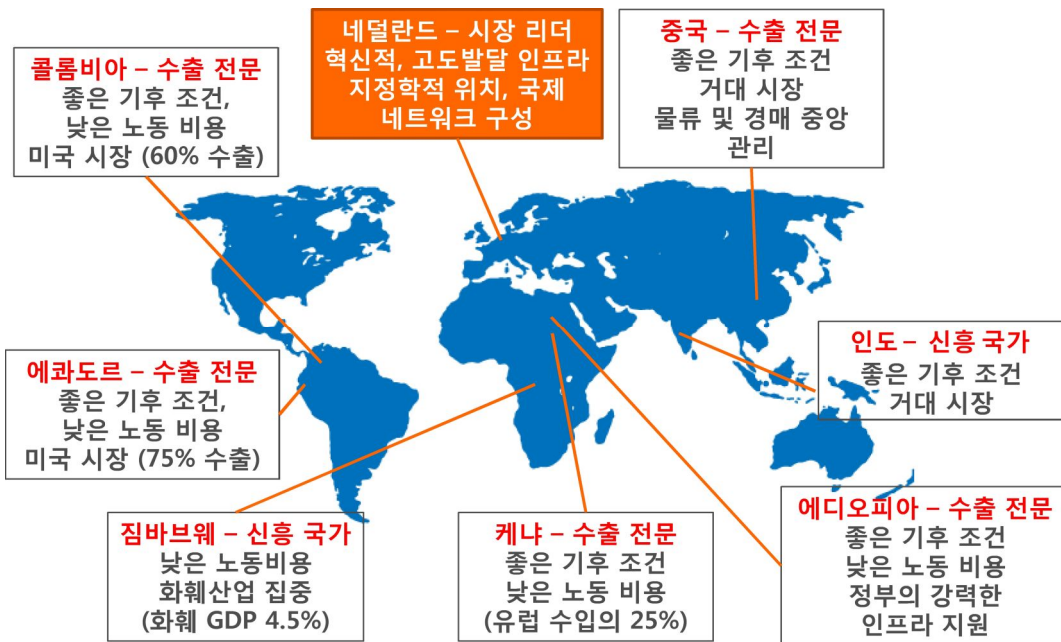 네덜란드 – 시장 리더
혁신적, 고도발달 인프라
지정학적 위치, 국제
네트워크 구성
중국 – 수출 전문
좋은 기후 조건
거대 시장
물류 및 경매 중앙
관리
콜롬비아 – 수출 전문
좋은 기후 조건,
낮은 노동 비용
미국 시장 (60% 수출)
에콰도르 – 수출 전문
좋은 기후 조건,
낮은 노동 비용
미국 시장 (75% 수출)
인도 – 신흥 국가
좋은 기후 조건
거대 시장
짐바브웨 – 신흥 국가
낮은 노동비용
화훼산업 집중
(화훼 GDP 4.5%)
케냐 – 수출 전문
좋은 기후 조건
낮은 노동 비용
(유럽 수입의 25%)
에디오피아 – 수출 전문
좋은 기후 조건
낮은 노동 비용
정부의 강력한
인프라 지원